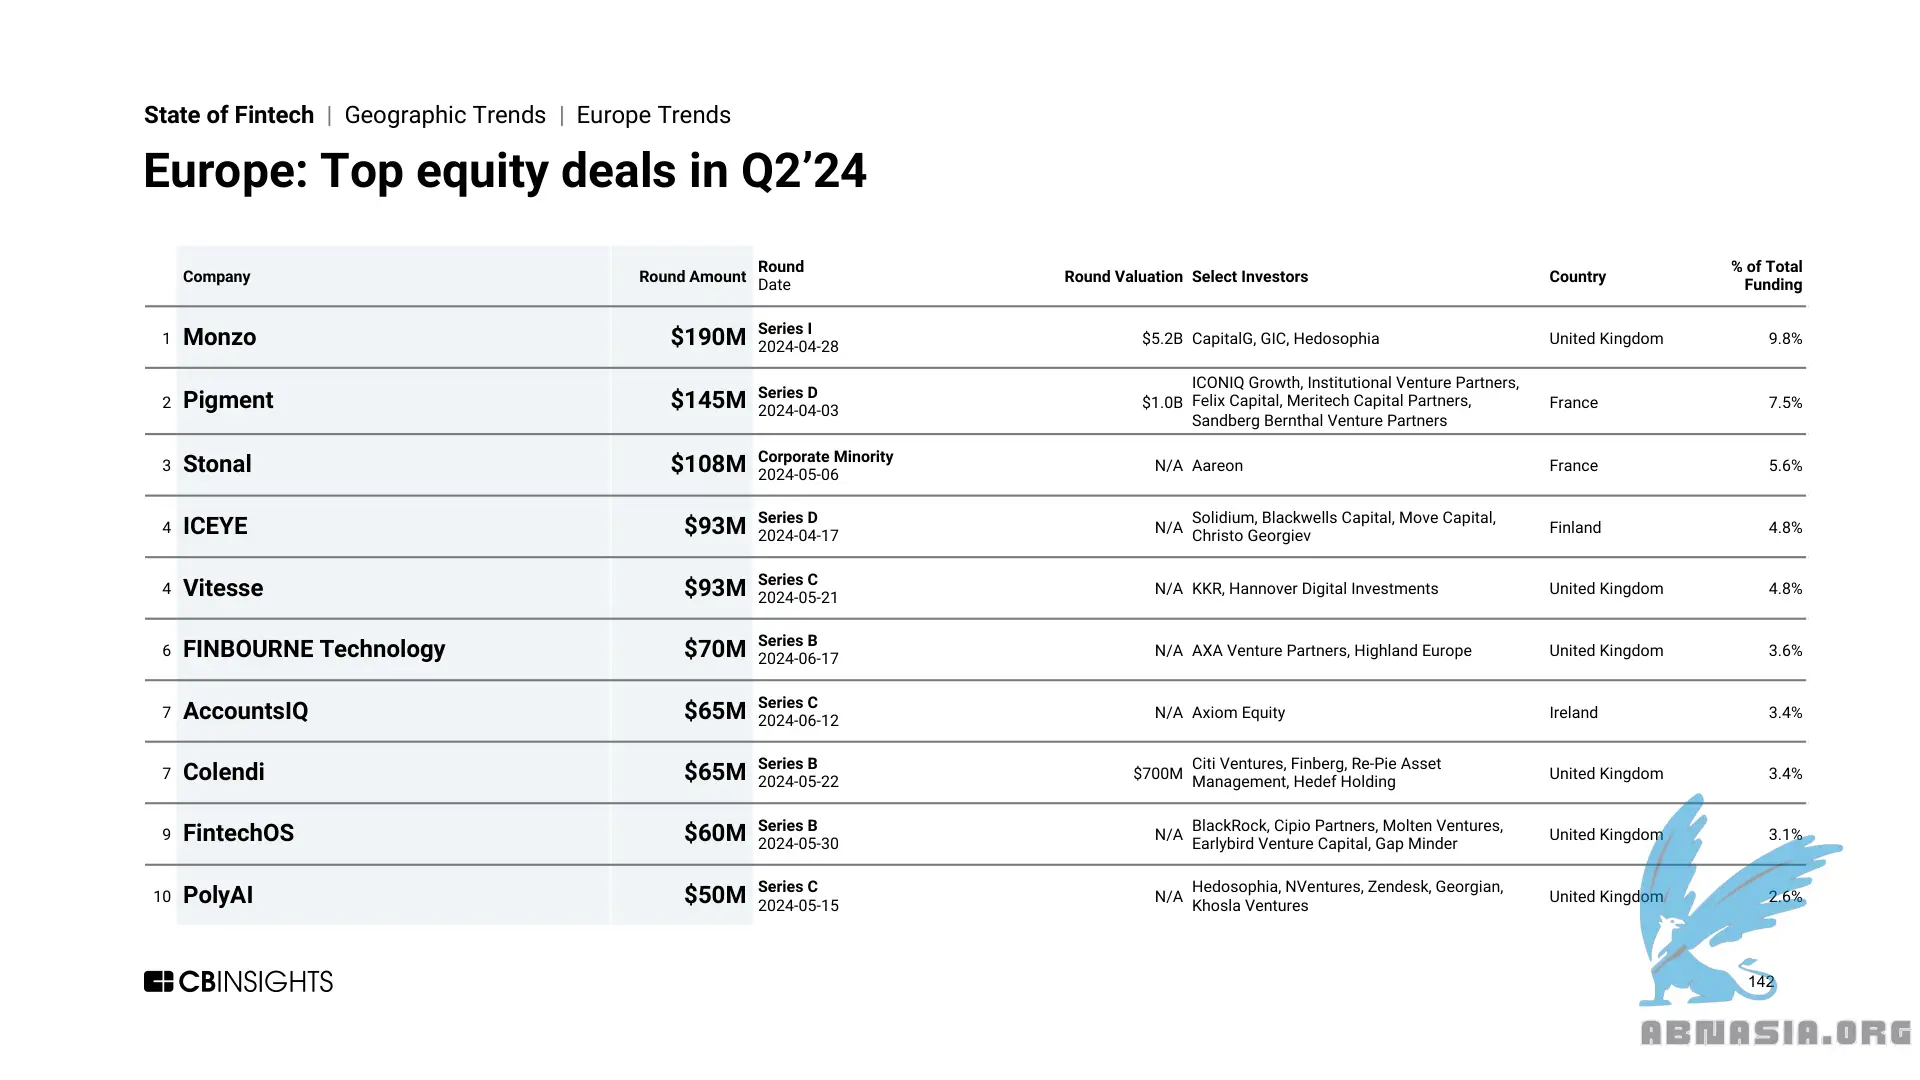 State of Fintech | Geographic Trends | Europe Trends
Europe: Top equity deals in Q2’24
Company Round Amount Round Date Round Valuation Select Investors Country % of Total Funding
1 Monzo $190M Series I 2024-04-28 $5.2B CapitalG, GIC, Hedosophia United Kingdom 9.8%
2 Pigment $145M Series D 2024-04-03 $1.0B ICONIQ Growth, Institutional Venture Partners, Felix Capital, Meritech Capital Partners, Sandberg Bernthal Venture Partners France 7.5%
3 Stonal $108M Corporate Minority 2024-05-06 N/A Aareon France 5.6%
4 ICEYE $93M Series D 2024-04-17 N/A Solidium, Blackwells Capital, Move Capital, Christo Georgiev Finland 4.8%
4 Vitesse $93M Series C 2024-05-21 N/A KKR, Hannover Digital Investments United Kingdom 4.8%
6 FINBOURNE Technology $70M Series B 2024-06-17 N/A AXA Venture Partners, Highland Europe United Kingdom 3.6%
7 AccountsIQ $65M Series C 2024-06-12 N/A Axiom Equity Ireland 3.4%
7 Colendi $65M Series B 2024-05-22 $700M Citi Ventures, Finberg, Re-Pie Asset Management, Hedef Holding United Kingdom 3.4%
9 FintechOS $60M Series B 2024-05-30 N/A BlackRock, Cipio Partners, Molten Ventures, Earlybird Venture Capital, Gap Minder United Kingdom 3.1%
10 PolyAI $50M Series C 2024-05-15 N/A Hedosophia, NVentures, Zendesk, Georgian, Khosla Ventures United Kingdom 2.6%
CBINSIGHTS
142
ABNASIA.ORG